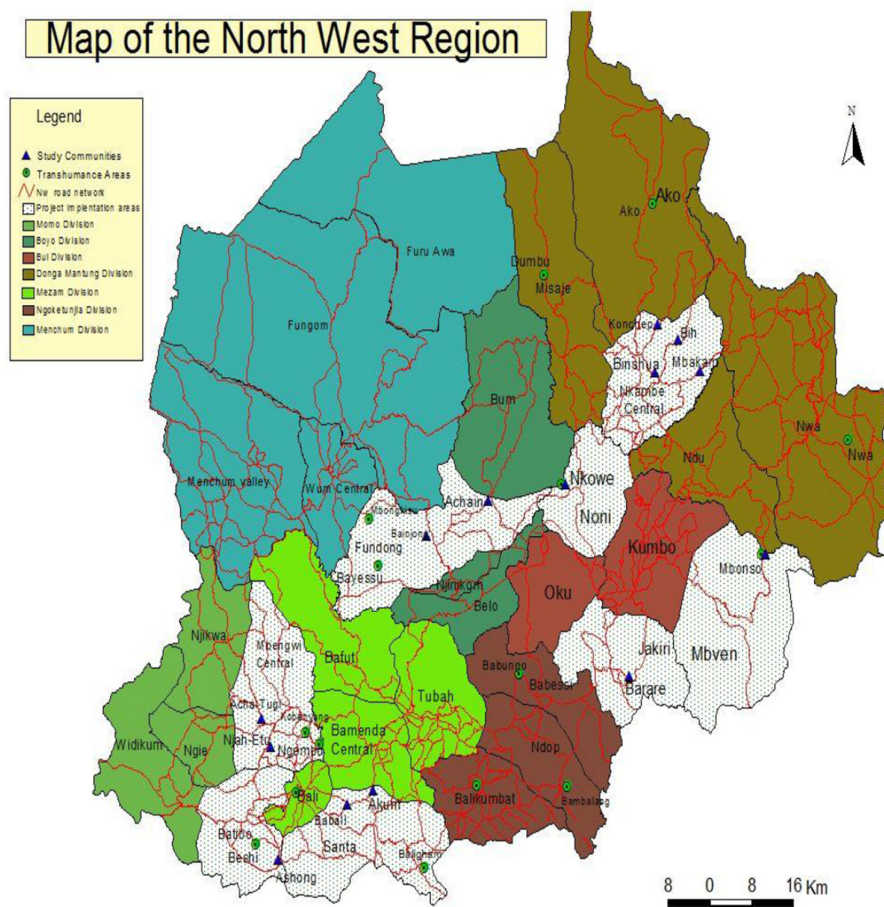 Map of the North West Region
Legend
Study Communities
Transhumance Areas
Nw road network
Project implentation areas
Momo Division
Boyo Division
Bui Division
Donga Mantung Division
Mezam Division
Ngoketunjia Division
Menchum Division
N
Ako
Ako
Furu Awa
Dumbu
Misaje
Fungom
Konchep
Bih
Binshua
Mbakam
Nkambe
Central
Bum
Nwa
Nwa
Ndu
Menchum valley
Wum Central
Nkowe
Achain
Noni
Bainjong
Fundong
Bayessu
Kumbo
Mbonso
Njinikom
Oku
Belo
Njikwa
Mbengwi
Central
Bafut
Jakiri
Mbven
Babungo
Babessi
Barare
Tubah
Acha-Tugi
Widikum
Ngie
Njah-Etu
Ngembo
Bamenda
Central
Ndop
Bali
Balikumbat
Bambalang
Akum
Babali
Batibo
Beshi
Santa
Ashong
Baligham
8 0 8 16 Km